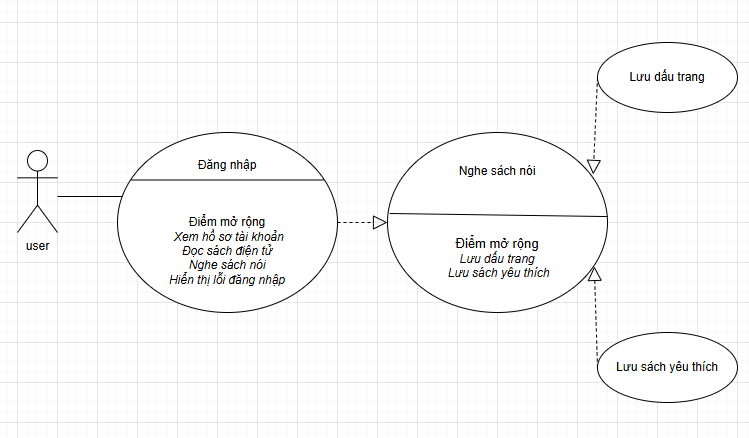 user
Đăng nhập
Điểm mở rộng
Xem hồ sơ tài khoản
Đọc sách điện tử
Nghe sách nói
Hiển thị lỗi đăng nhập
Nghe sách nói
Điểm mở rộng
Lưu dấu trang
Lưu sách yêu thích
Lưu dấu trang
Lưu sách yêu thích